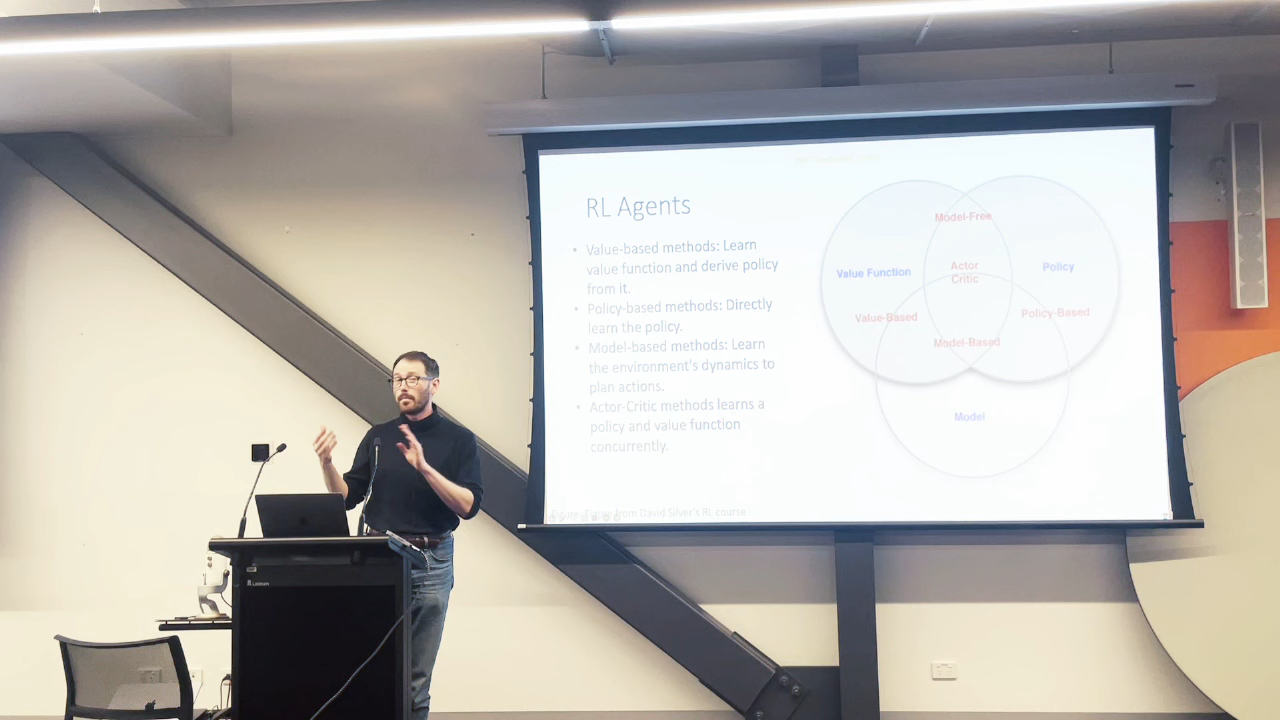 RL Agents
• Value-based methods: Learn
value function and derive policy
from it.
• Policy-based methods: Directly
learn the policy.
• Model-based methods: Learn
the environment's dynamics to
plan actions.
• Actor-Critic methods learns a
policy and value function
concurrently.
Model-Free
Value Function
Actor
Critic
Policy
Value-Based
Policy-Based
Model-Based
Model
from David Silver's RL course
Lectrum